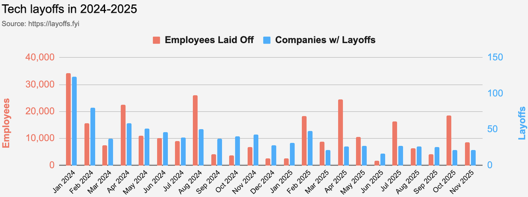 Tech layoffs in 2024-2025
Source: https://layoffs.fyi
Employees Laid Off
Companies w/ Layoffs
40,000
30,000
20,000
10,000
0
Employees
150
100
50
0
Layoffs
Jan 2024
Feb 2024
Mar 2024
Apr 2024
May 2024
Jun 2024
Jul 2024
Aug 2024
Sep 2024
Oct 2024
Nov 2024
Dec 2024
Jan 2025
Feb 2025
Mar 2025
Apr 2025
May 2025
Jun 2025
Jul 2025
Aug 2025
Sep 2025
Oct 2025
Nov 2025